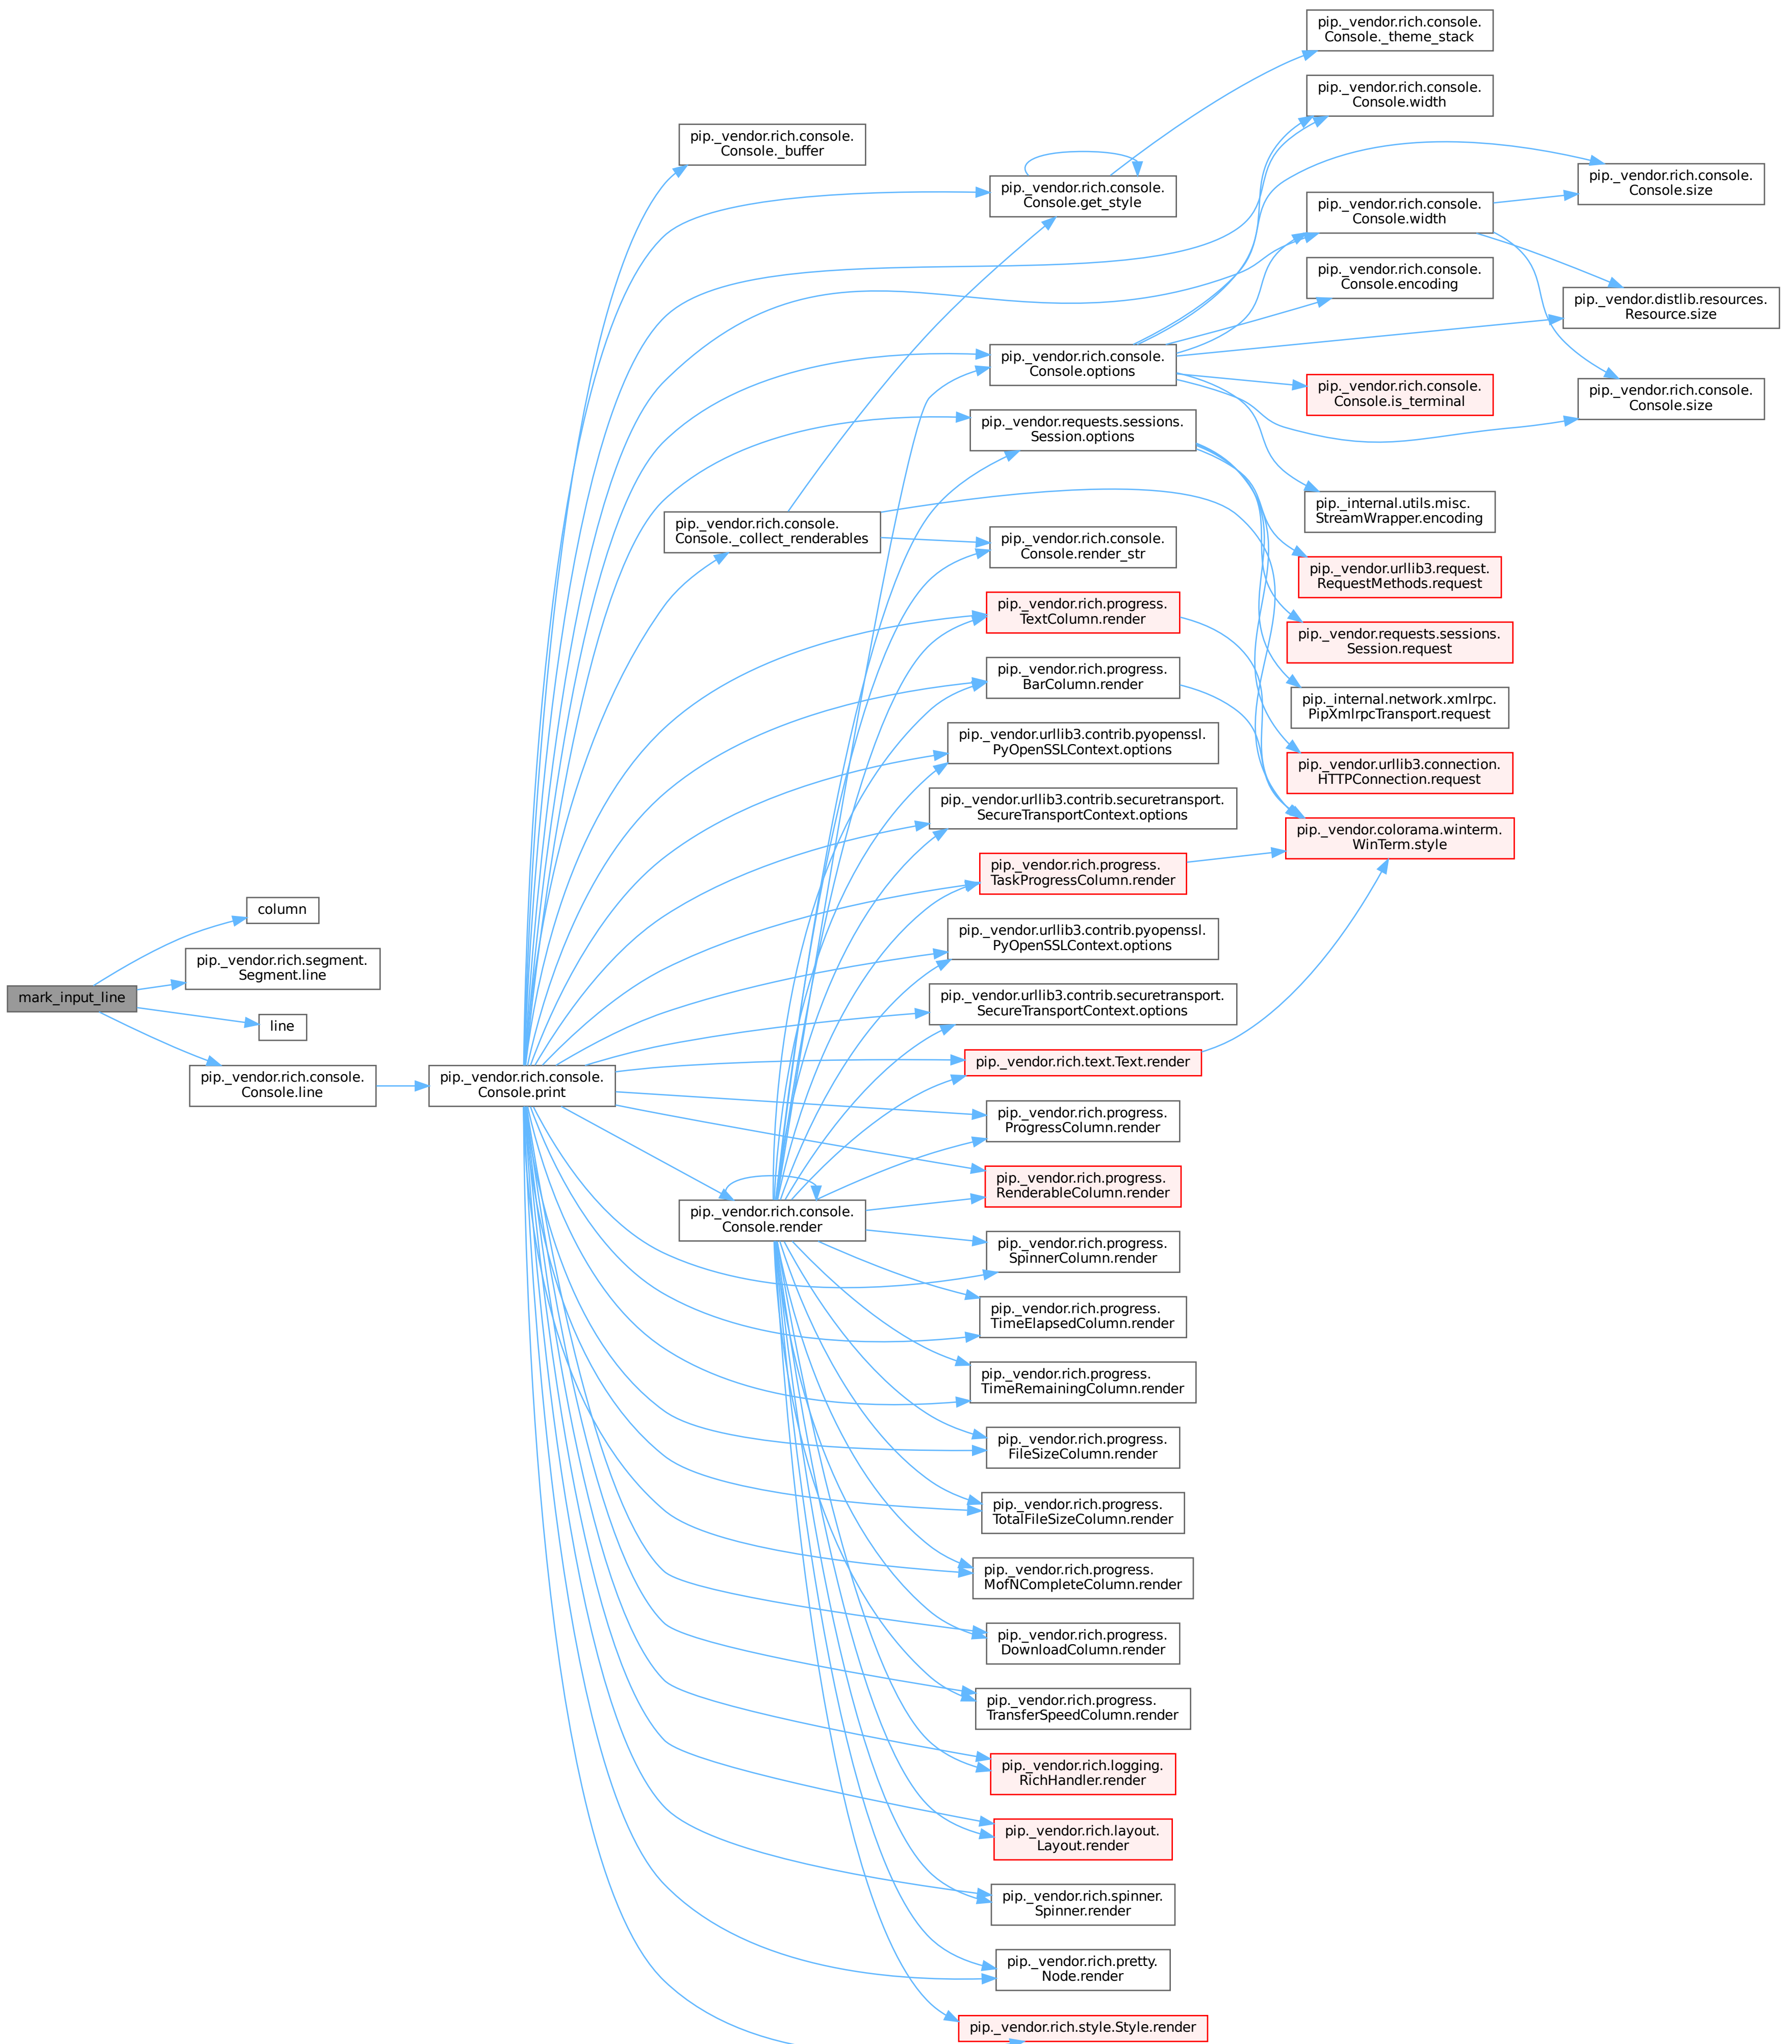 mark_input_line
column
pip._vendor.rich.segment.
Segment.line
line
pip._vendor.rich.console.
Console.line
pip._vendor.rich.console.
Console.print
pip._vendor.rich.console.
Console._buffer
pip._vendor.rich.console.
Console._collect_renderables
pip._vendor.rich.console.
Console.render
pip._vendor.rich.console.
Console.get_style
pip._vendor.rich.console.
Console.options
pip._vendor.requests.sessions.
Session.options
pip._vendor.rich.console.
Console.render_str
pip._vendor.rich.progress.
TextColumn.render
pip._vendor.rich.progress.
BarColumn.render
pip._vendor.urllib3.contrib.pyopenssl.
PyOpenSSLContext.options
pip._vendor.urllib3.contrib.securetransport.
SecureTransportContext.options
pip._vendor.rich.progress.
TaskProgressColumn.render
pip._vendor.urllib3.contrib.pyopenssl.
PyOpenSSLContext.options
pip._vendor.urllib3.contrib.securetransport.
SecureTransportContext.options
pip._vendor.rich.text.Text.render
pip._vendor.rich.progress.
ProgressColumn.render
pip._vendor.rich.progress.
RenderableColumn.render
pip._vendor.rich.progress.
SpinnerColumn.render
pip._vendor.rich.progress.
TimeElapsedColumn.render
pip._vendor.rich.progress.
TimeRemainingColumn.render
pip._vendor.rich.progress.
FileSizeColumn.render
pip._vendor.rich.progress.
TotalFileSizeColumn.render
pip._vendor.rich.progress.
MofNCompleteColumn.render
pip._vendor.rich.progress.
DownloadColumn.render
pip._vendor.rich.progress.
TransferSpeedColumn.render
pip._vendor.rich.logging.
RichHandler.render
pip._vendor.rich.layout.
Layout.render
pip._vendor.rich.spinner.
Spinner.render
pip._vendor.rich.pretty.
Node.render
pip._vendor.rich.style.Style.render
pip._vendor.rich.console.
Console._theme_stack
pip._vendor.rich.console.
Console.width
pip._vendor.rich.console.
Console.width
pip._vendor.rich.console.
Console.encoding
pip._vendor.rich.console.
Console.is_terminal
pip._internal.utils.misc.
StreamWrapper.encoding
pip._vendor.urllib3.request.
RequestMethods.request
pip._vendor.requests.sessions.
Session.request
pip._internal.network.xmlrpc.
PipXmlrpcTransport.request
pip._vendor.urllib3.connection.
HTTPConnection.request
pip._vendor.colorama.winterm.
WinTerm.style
pip._vendor.rich.console.
Console.size
pip._vendor.distlib.resources.
Resource.size
pip._vendor.rich.console.
Console.size